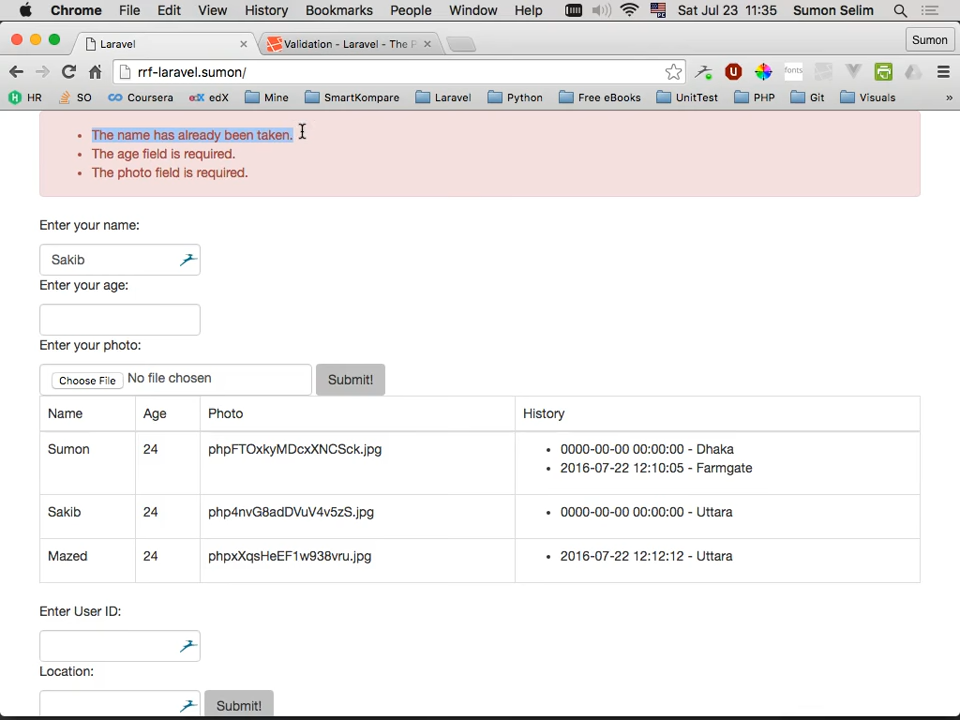 Chrome File Edit View History Bookmarks People Window Help Sat Jul 23 11:35 Sumon Selim
Laravel
Validation - Laravel - The P
Sumon
rrf-laravel.sumon/
fonts
HR SO Coursera edX Mine SmartKompare Laravel Python Free eBooks UnitTest PHP Git Visuals »
• The name has already been taken.
• The age field is required.
• The photo field is required.
Enter your name:
Sakib
Enter your age:
Enter your photo:
Choose File No file chosen Submit!
Name Age Photo History
Sumon 24 phpFTOxkyMDcxXNCSck.jpg • 0000-00-00 00:00:00 - Dhaka
• 2016-07-22 12:10:05 - Farmgate
Sakib 24 php4nvG8adDVuV4v5zS.jpg • 0000-00-00 00:00:00 - Uttara
Mazed 24 phpxXqsHeEF1w938vru.jpg • 2016-07-22 12:12:12 - Uttara
Enter User ID:
Location:
Submit!